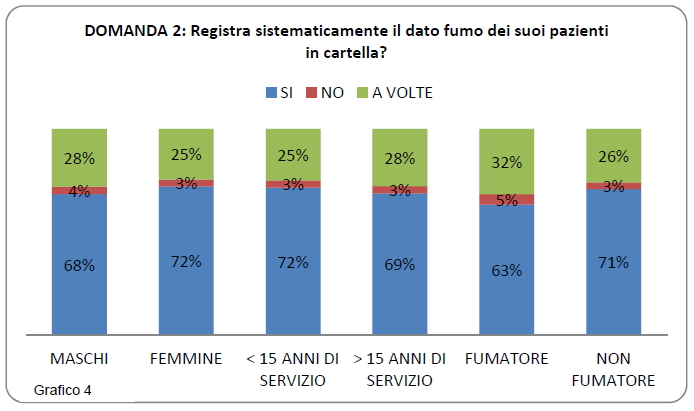 DOMANDA 2: Registra sistematicamente il dato fumo dei suoi pazienti
in cartella?
SI NO A VOLTE
28% 25% 25% 28% 32% 26%
4% 3% 3% 3% 5% 3%
68% 72% 72% 69% 63% 71%
MASCHI FEMMINE < 15 ANNI DI > 15 ANNI DI FUMATORE NON
SERVIZIO SERVIZIO FUMATORE
Grafico 4